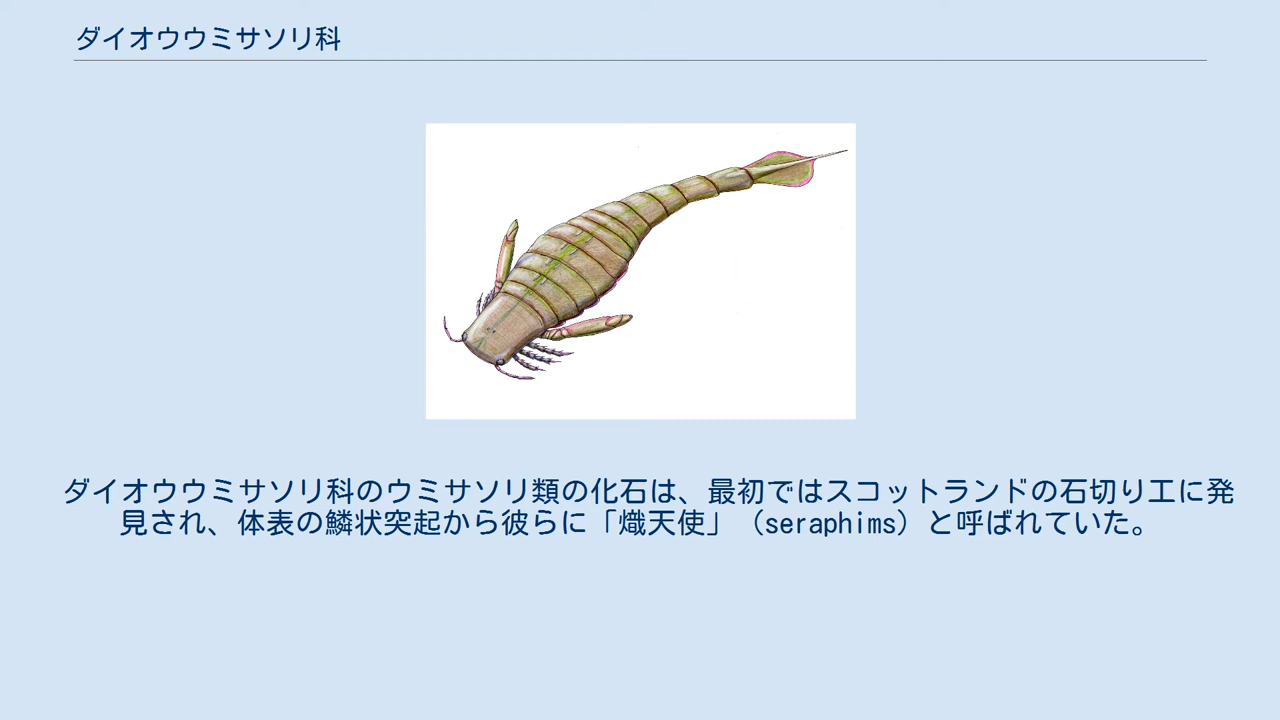 ダイオウウミサソリ科
ダイオウウミサソリ科のウミサソリ類の化石は、最初ではスコットランドの石切り工に発
見され、体表の鱗状突起から彼らに「熾天使」（seraphims）と呼ばれていた。